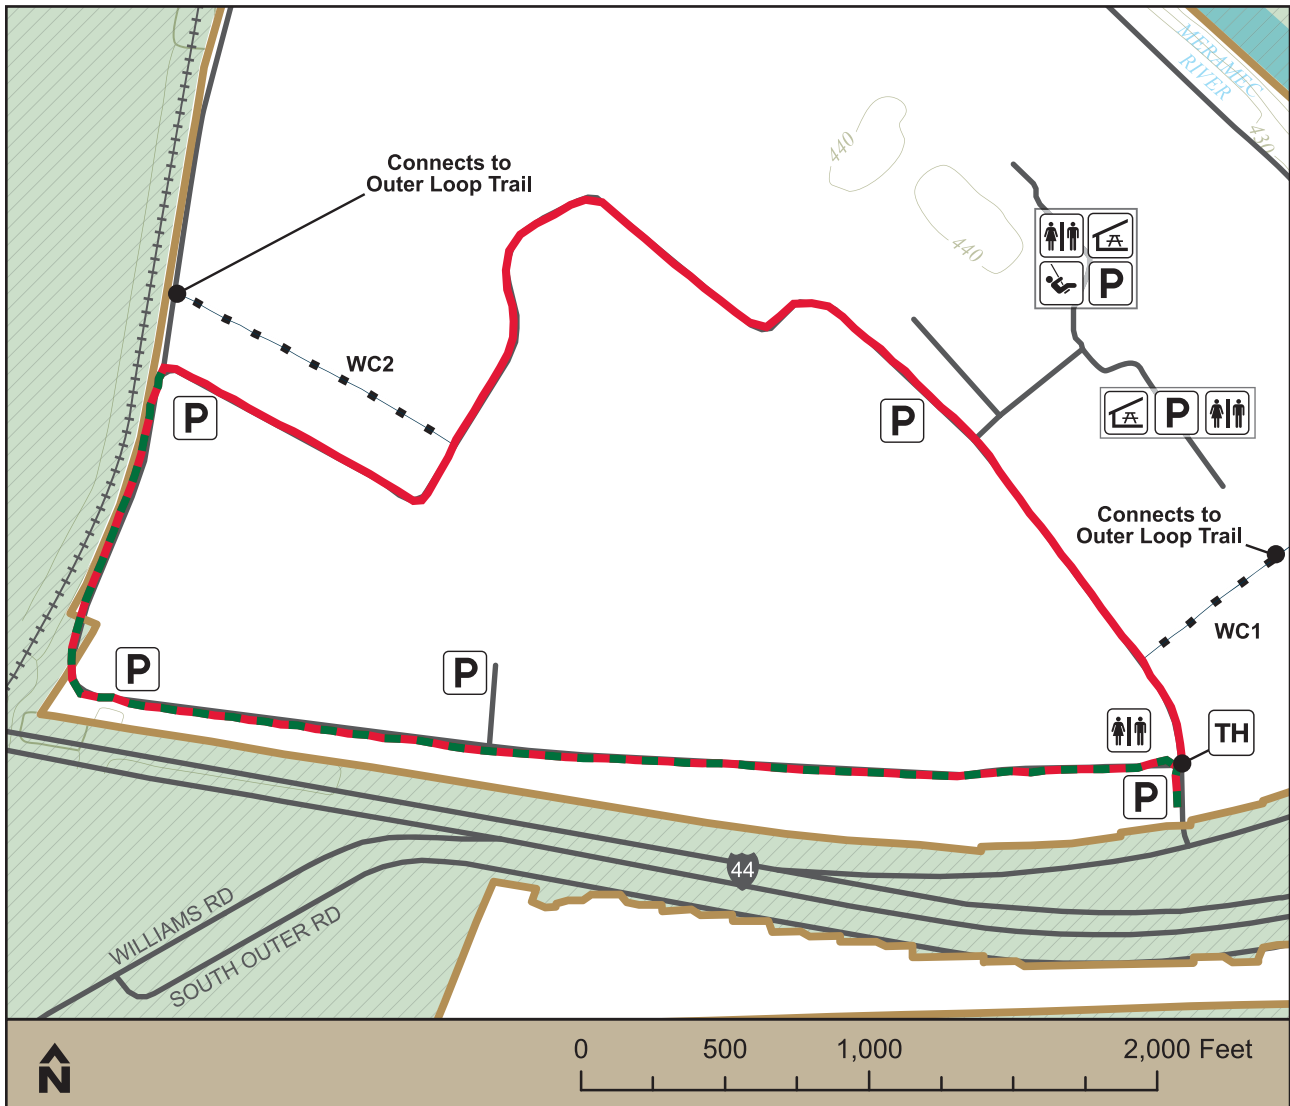 MERAMEC
RIVER
430
440
440
Connects to
Outer Loop Trail
P
WC2
P
P
P
Connects to
Outer Loop Trail
WC1
P
P
TH
P
44
WILLIAMS RD
SOUTH OUTER RD
N
0 500 1,000 2,000 Feet